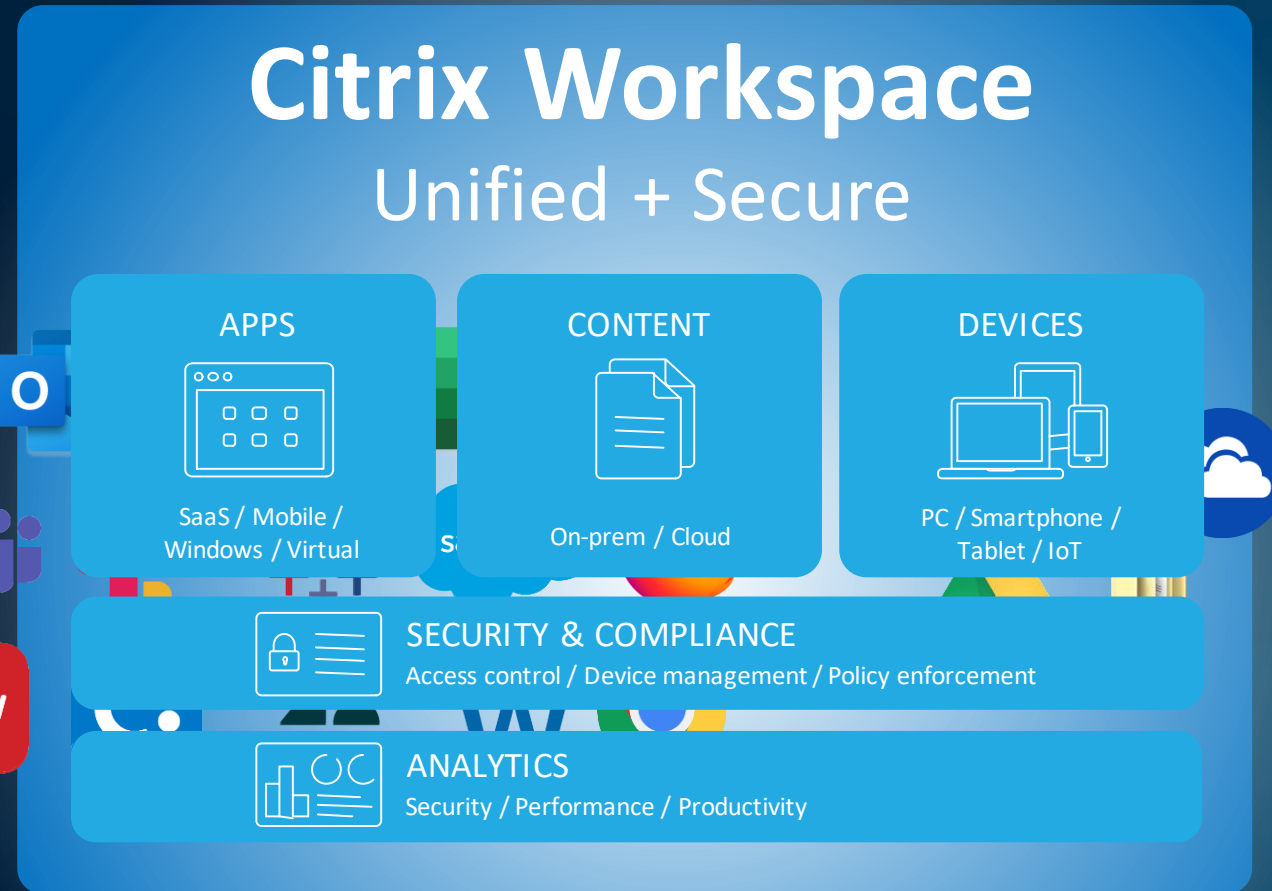 Citrix Workspace
Unified + Secure
APPS
SaaS / Mobile /
Windows / Virtual
CONTENT
On-prem / Cloud
DEVICES
PC / Smartphone /
Tablet / IoT
SECURITY & COMPLIANCE
Access control / Device management / Policy enforcement
ANALYTICS
Security / Performance / Productivity
O
W